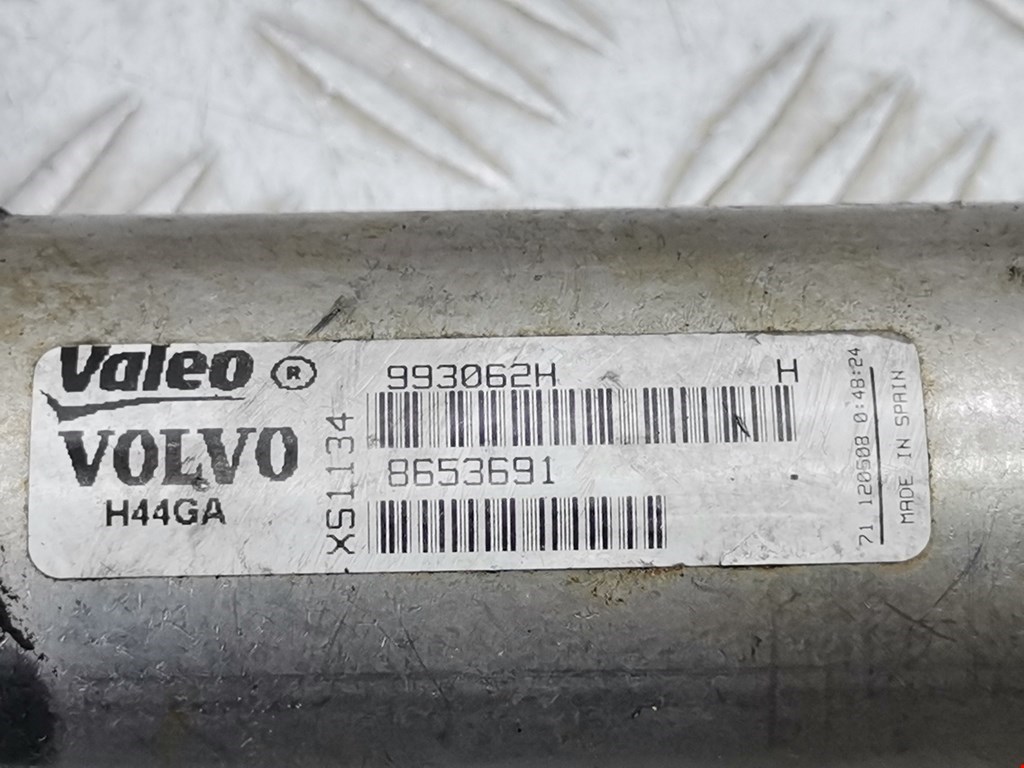 Valeo ®
VOLVO
H44GA
XS1134
993062H H
8653691
71 120508 0:48:24
MADE IN SPAIN